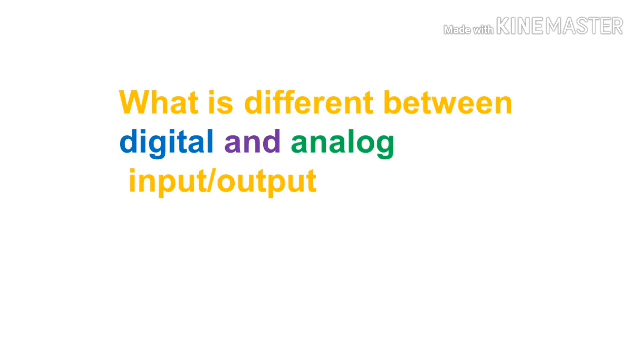 Made with KINEMASTER
What is different between
digital and analog
input/output